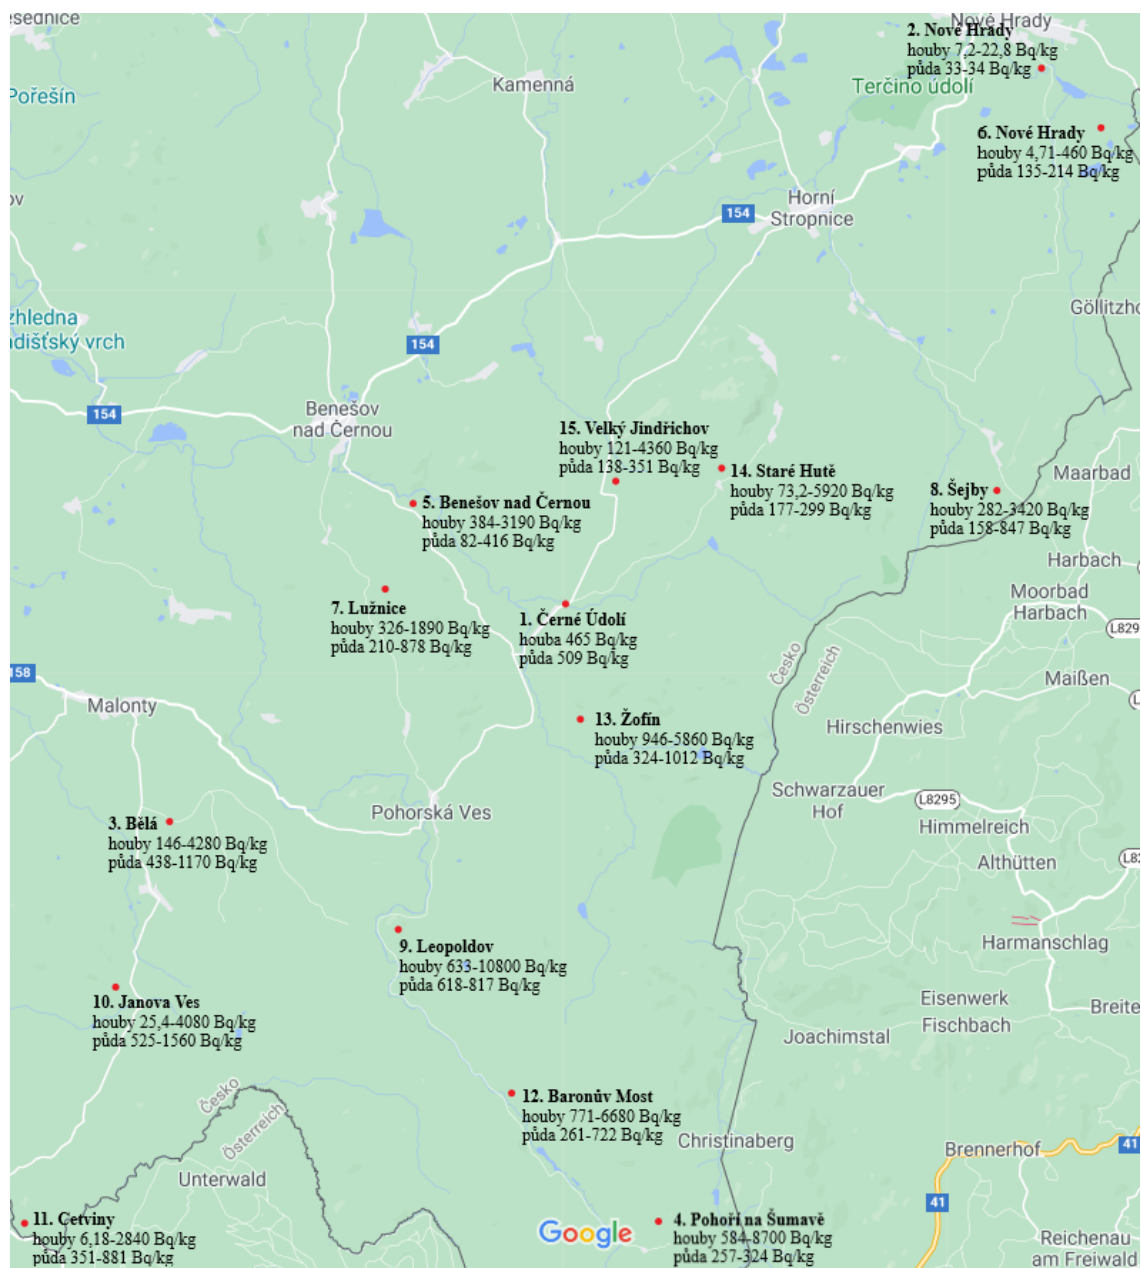 esednice
Nové Hrady
2. Nové Hrady
houby 7,2-22,8 Bq/kg
půda 33-34 Bq/kg
Kamenná
Pořešín
Terčino údolí
6. Nové Hrady
houby 4,71-460 Bq/kg
půda 135-214 Bq/kg
ov
Horní
Stropnice
154
Göllitzho
zhledna
adišťský vrch
154
154
Benešov
nad Černou
15. Velký Jindřichov
houby 121-4360 Bq/kg
půda 138-351 Bq/kg
14. Staré Hutě
houby 73,2-5920 Bq/kg
půda 177-299 Bq/kg
Maarbad
8. Šejby
houby 282-3420 Bq/kg
půda 158-847 Bq/kg
5. Benešov nad Černou
houby 384-3190 Bq/kg
půda 82-416 Bq/kg
Harbach
Moorbad
Harbach
7. Lužnice
houby 326-1890 Bq/kg
půda 210-878 Bq/kg
1. Černé Údolí
houba 465 Bq/kg
půda 509 Bq/kg
L829
Česko
Österreich
158
Malonty
Maißen
L
13. Žofín
houby 946-5860 Bq/kg
půda 324-1012 Bq/kg
Hirschenwies
Schwarzauer
Hof
L8295
Pohorská Ves
Himmelreich
3. Bělá
houby 146-4280 Bq/kg
půda 438-1170 Bq/kg
Althütten
L82
Harmanschlag
9. Leopoldov
houby 633-10800 Bq/kg
půda 618-817 Bq/kg
10. Janova Ves
houby 25,4-4080 Bq/kg
půda 525-1560 Bq/kg
Eisenwerk
Fischbach
Breite
Joachimstal
Česko
Österreich
12. Baronův Most
houby 771-6680 Bq/kg
půda 261-722 Bq/kg
Christinaberg
Brennerhof
41
Unterwald
41
11. Cetviny
houby 6,18-2840 Bq/kg
půda 351-881 Bq/kg
Google
4. Pohoří na Šumavě
houby 584-8700 Bq/kg
půda 257-324 Bq/kg
Reichenau
am Freiwald